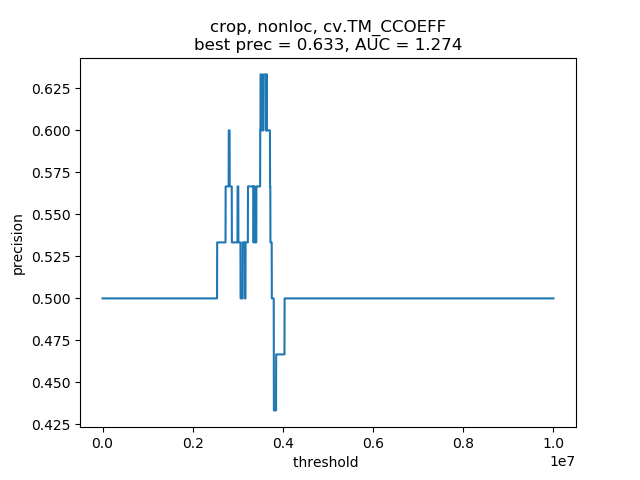 crop, nonloc, cv.TM_CCOEFF
best prec = 0.633, AUC = 1.274
precision
0.625
0.600
0.575
0.550
0.525
0.500
0.475
0.450
0.425
0.0 0.2 0.4 0.6 0.8 1.0
1e7
threshold